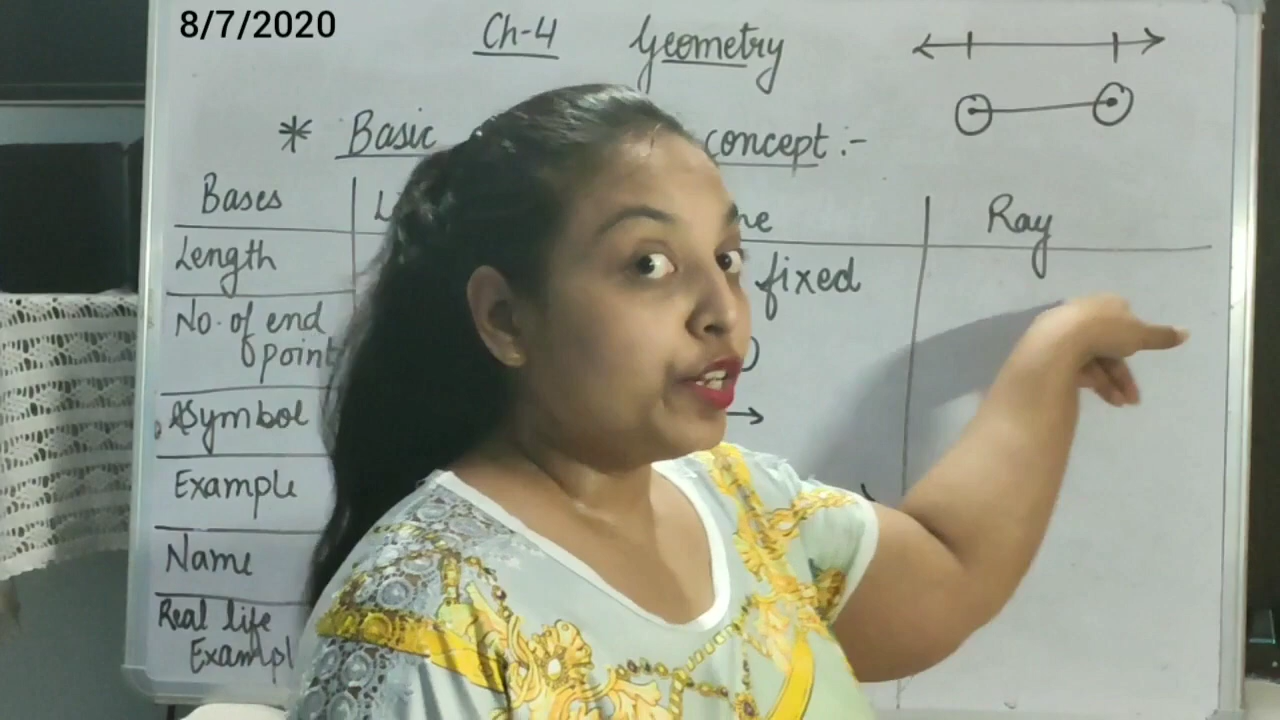 8/7/2020
Ch-4 Geometry
* Basic concept :-
Bases Ray
Length fixed
No. of end
point
Symbol
Example
Name
Real life
Exampl